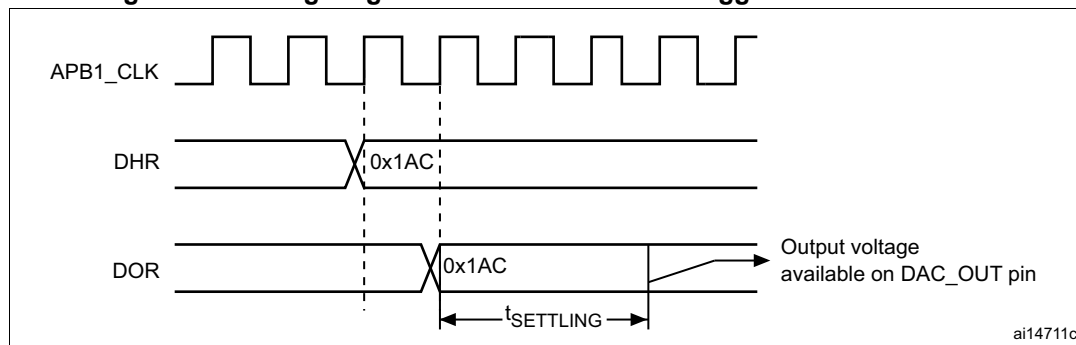 APB1_CLK
DHR
0x1AC
DOR
0x1AC
Output voltage
available on DAC_OUT pin
tSETTLING
ai14711c